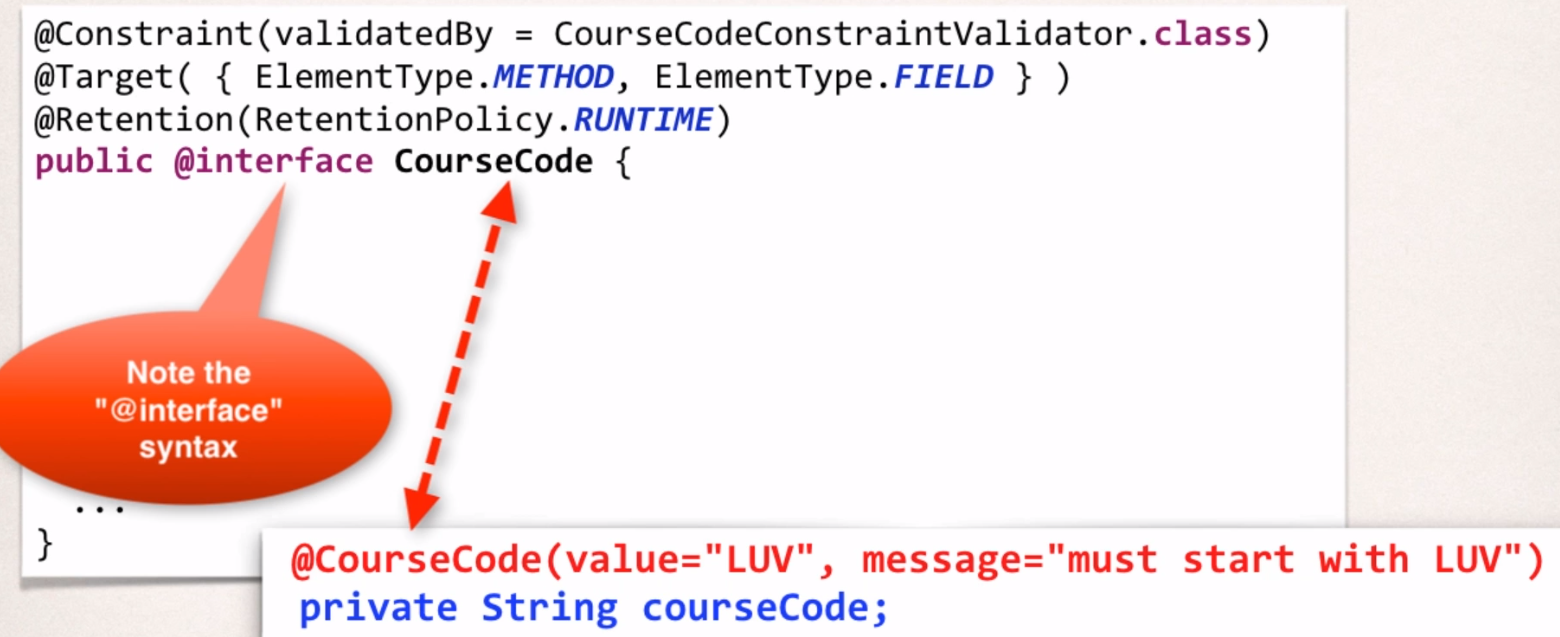 @Constraint(validatedBy = CourseCodeConstraintValidator.class)
@Target( { ElementType.METHOD, ElementType.FIELD } )
@Retention(RetentionPolicy.RUNTIME)
public @interface CourseCode {
Note the
"@interface"
syntax
...
}
@CourseCode(value="LUV", message="must start with LUV")
private String courseCode;